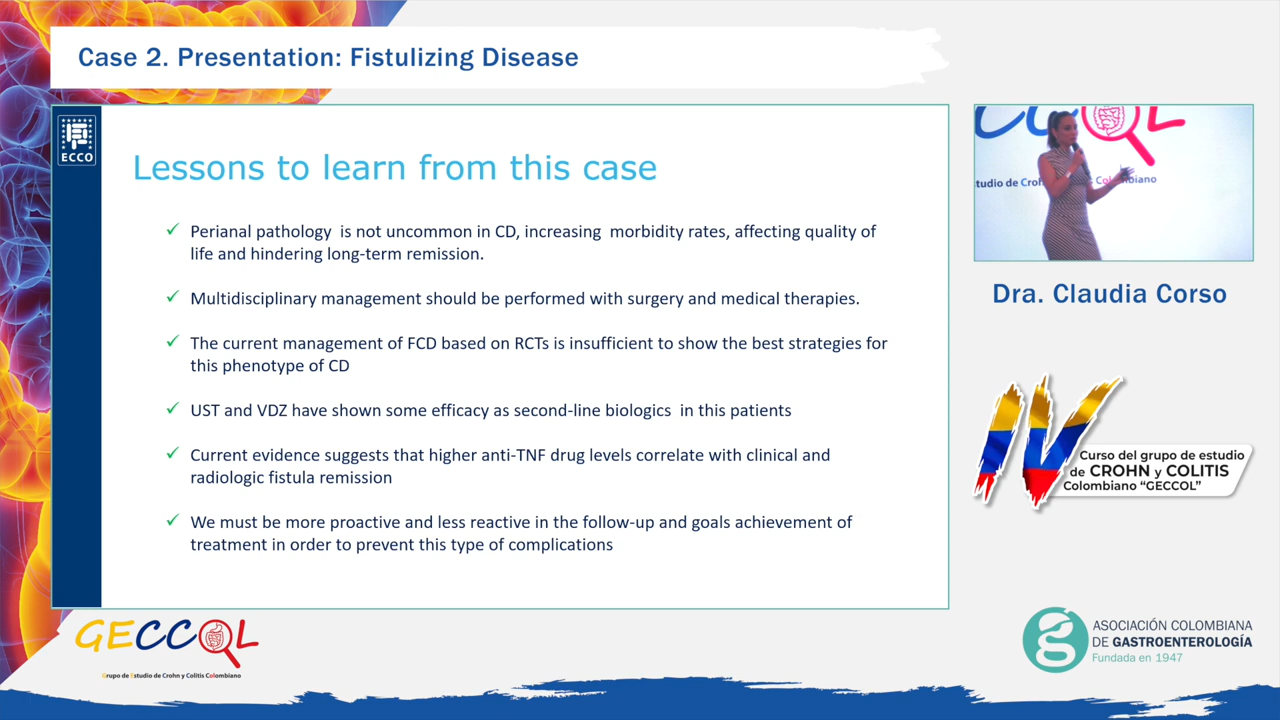 Case 2. Presentation: Fistulizing Disease
ECCO
Lessons to learn from this case
✓ Perianal pathology is not uncommon in CD, increasing morbidity rates, affecting quality of
life and hindering long-term remission.
✓ Multidisciplinary management should be performed with surgery and medical therapies.
✓ The current management of FCD based on RCTs is insufficient to show the best strategies for
this phenotype of CD
✓ UST and VDZ have shown some efficacy as second-line biologics in this patients
✓ Current evidence suggests that higher anti-TNF drug levels correlate with clinical and
radiologic fistula remission
✓ We must be more proactive and less reactive in the follow-up and goals achievement of
treatment in order to prevent this type of complications
Dra. Claudia Corso
IV
Curso del grupo de estudio
de CROHN y COLITIS
Colombiano "GECCOL"
GECCOL
Grupo de Estudio de Crohn y Colitis Colombiano
ASOCIACIÓN COLOMBIANA
DE GASTROENTEROLOGÍA
Fundada en 1947